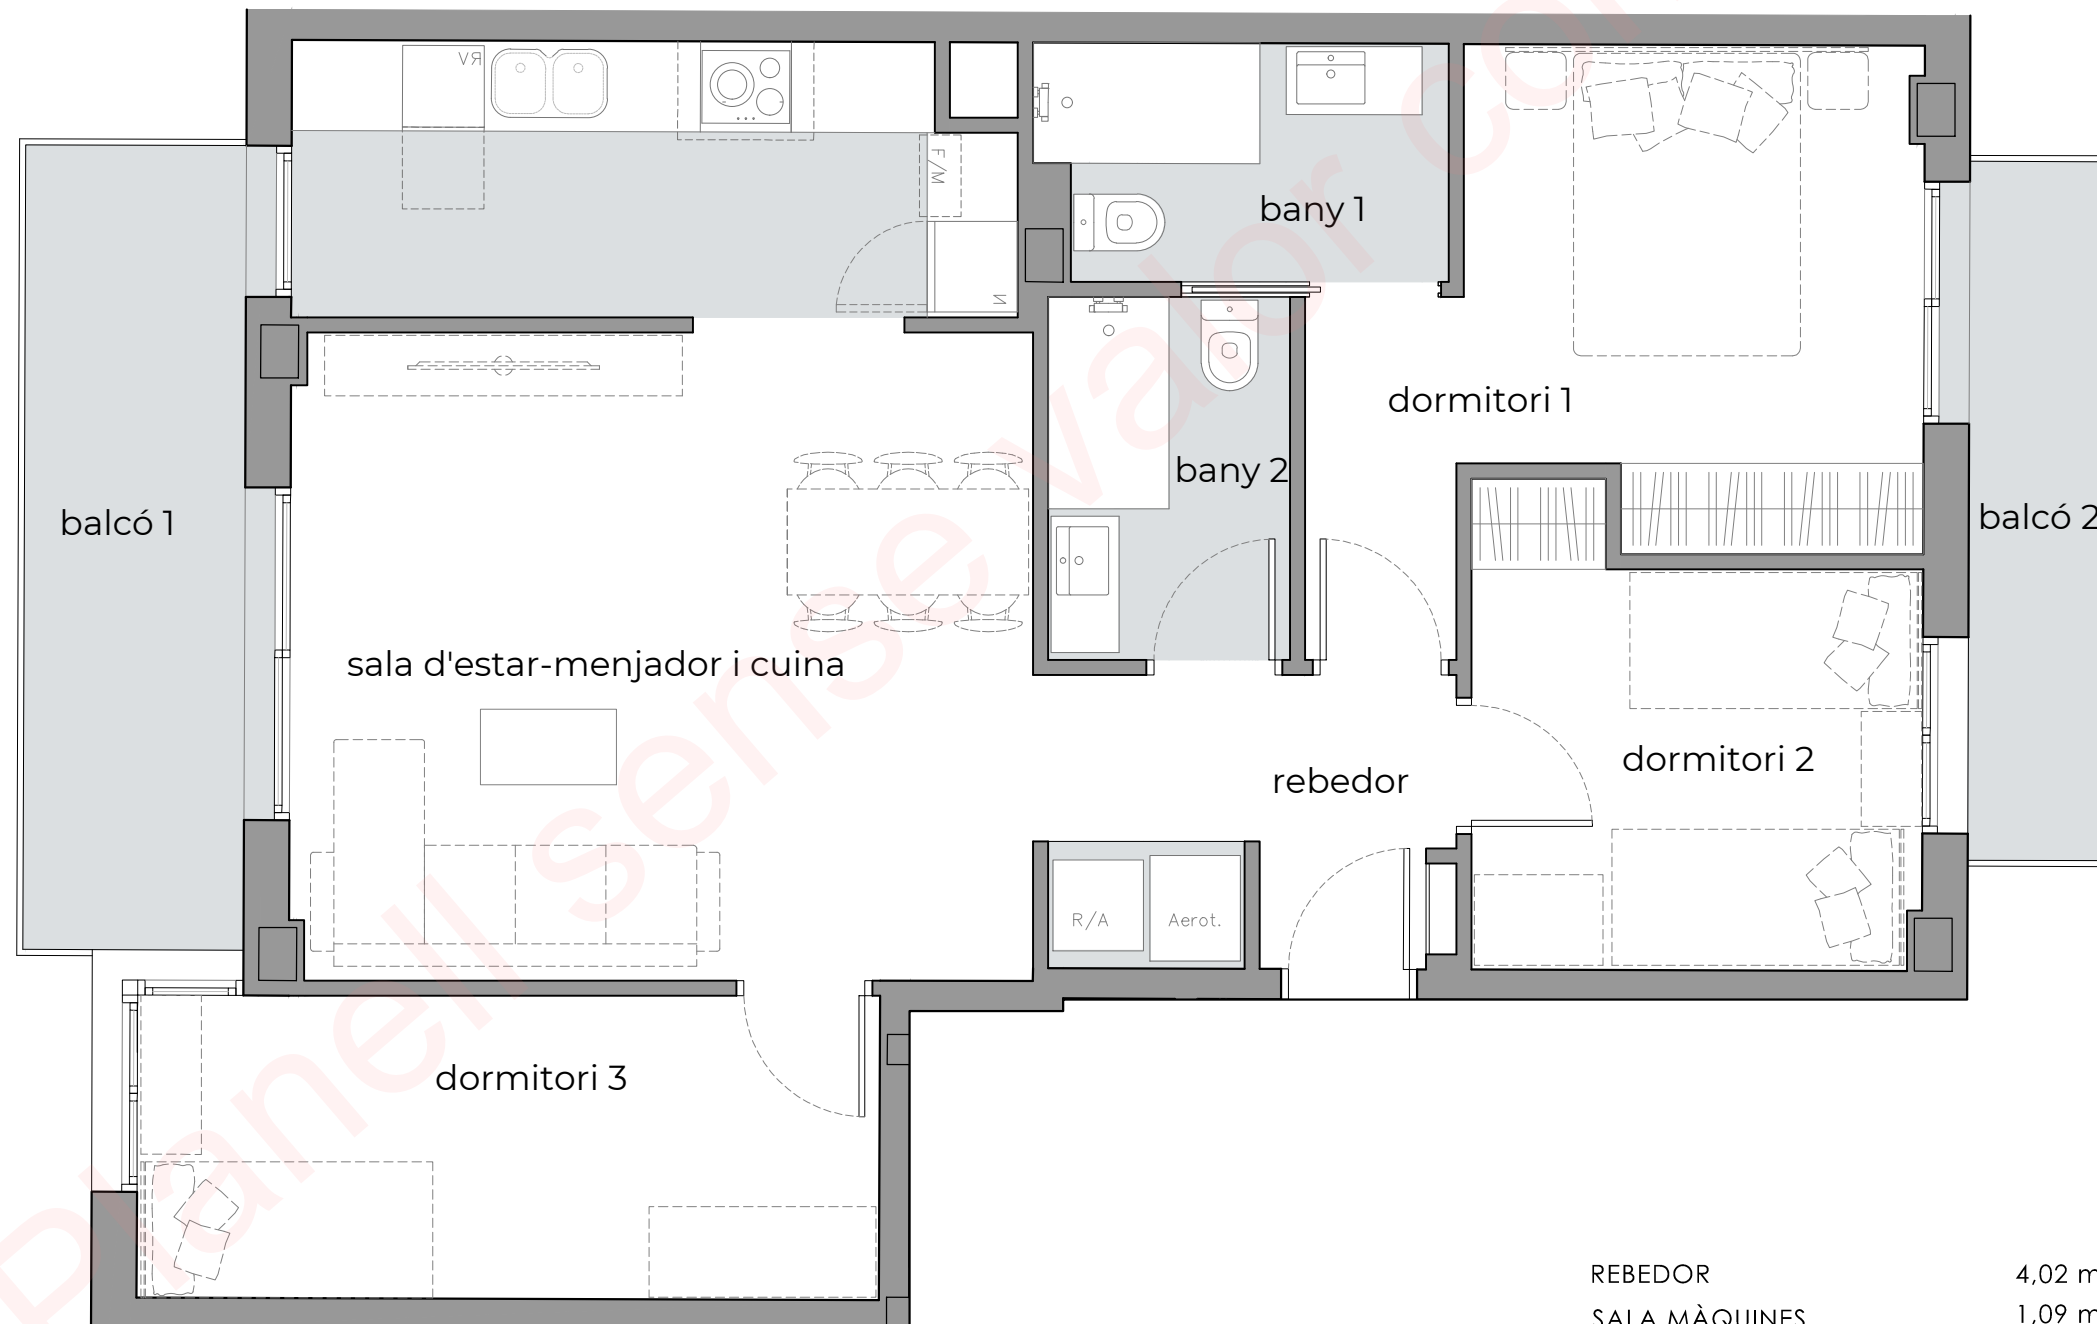 RV
F/M
N
bany 1
dormitori 1
bany 2
balcó 1
balcó 2
sala d'estar-menjador i cuina
dormitori 2
rebedor
R/A
Aerot.
dormitori 3
Planell sense valor co
REBEDOR 4,02 m
SALA MÀQUINES 1,09 m